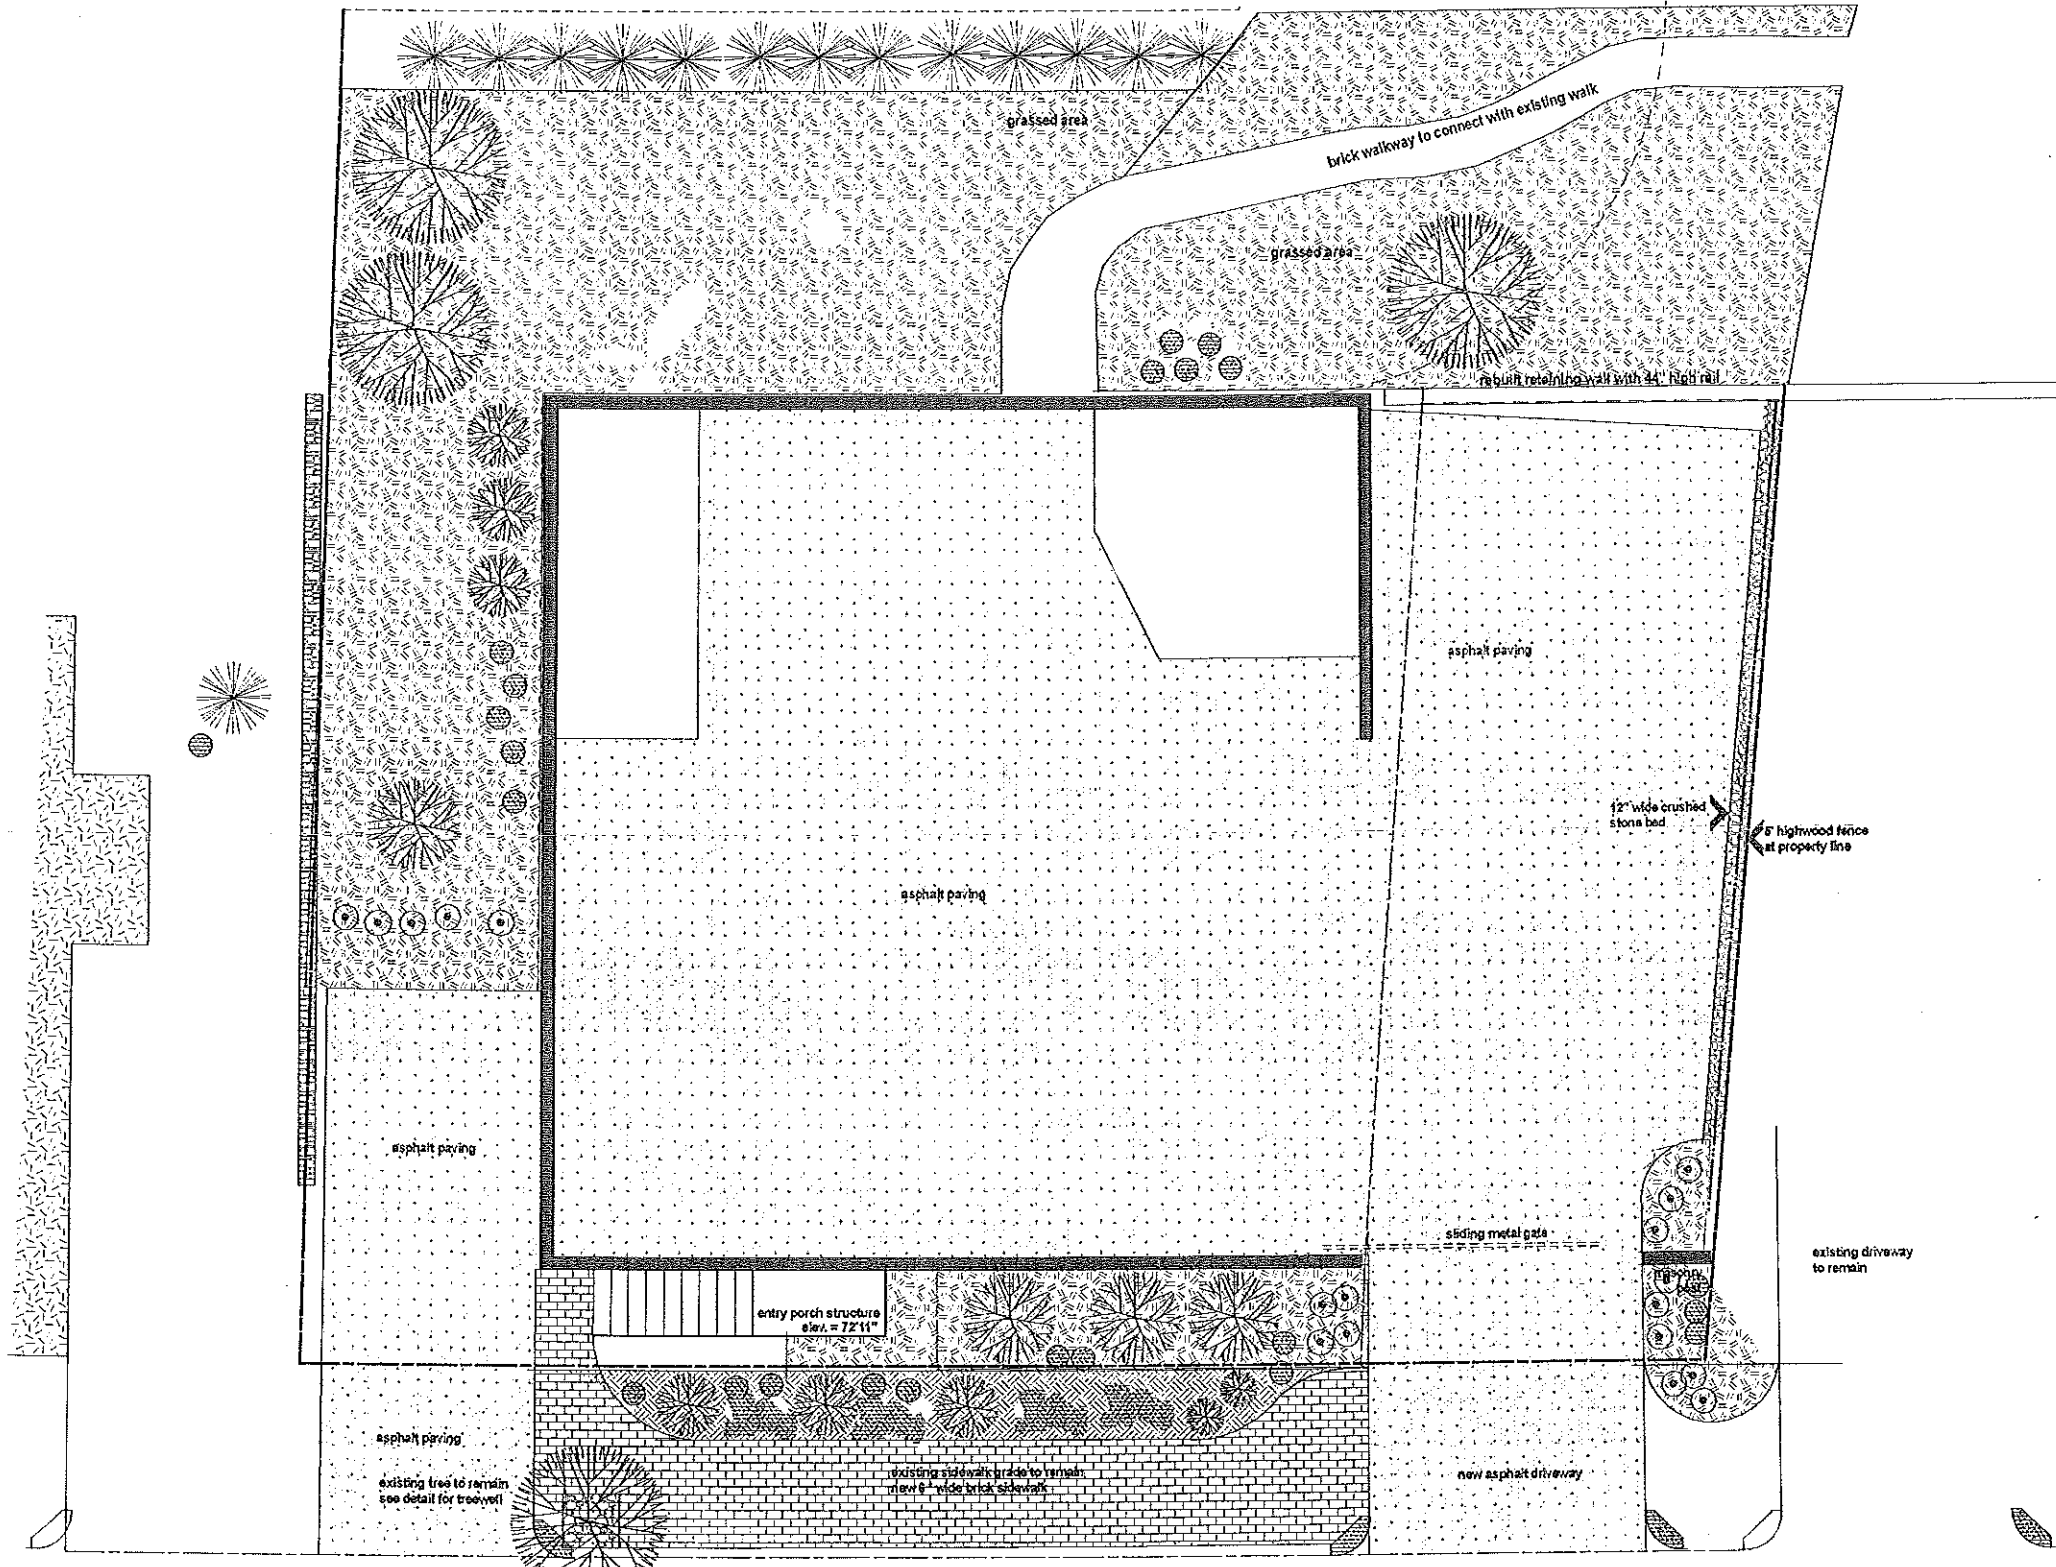 grassed area
brick walkway to connect with existing walk
grassed area
rebuilt retaining wall with 44" high rail
asphalt paving
12" wide crushed
stone bed
highwood fence
at property line
asphalt paving
asphalt paving
sliding metal gate
existing driveway
to remain
masonry
entry porch structure
elev. = 72'11"
asphalt paving
existing tree to remain
see detail for treewell
existing sidewalk grade to remain
new 6" wide brick sidewalk
new asphalt driveway